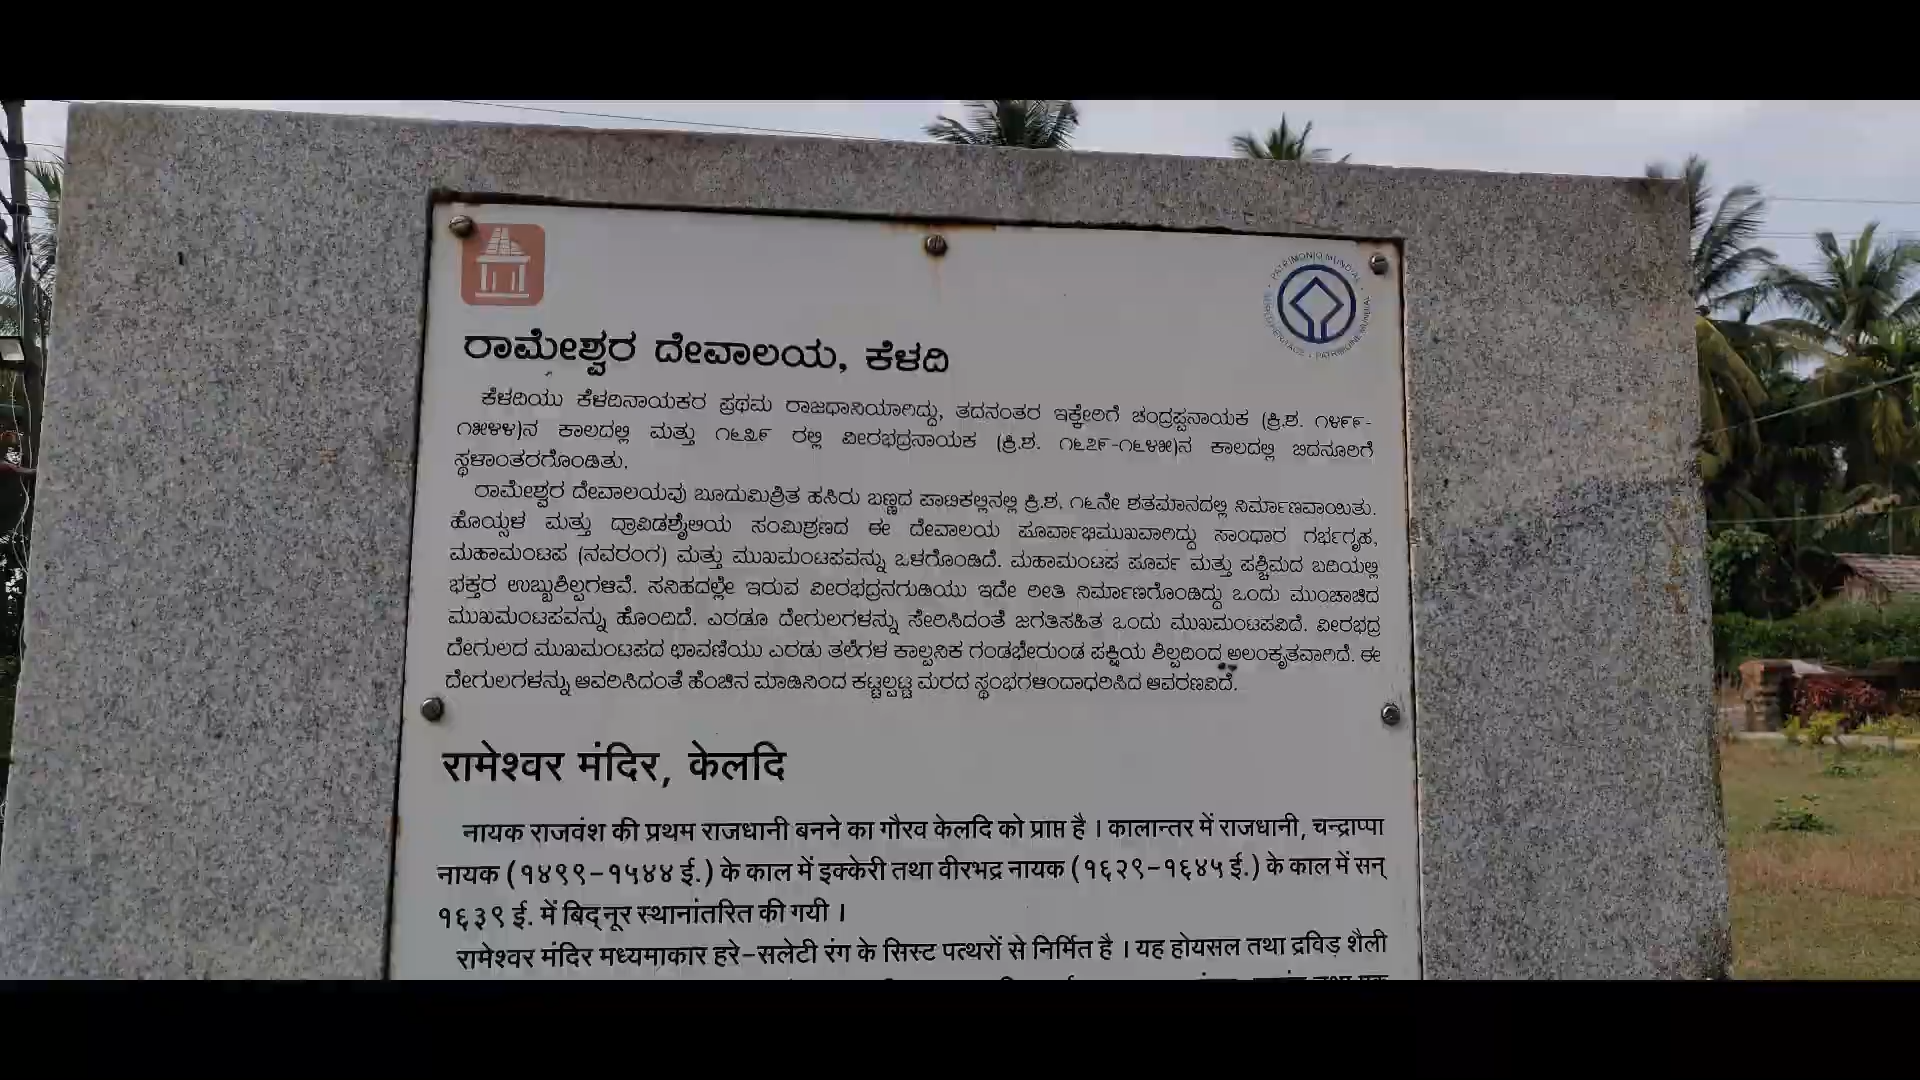 PATRIMONIO MUNDIAL • WORLD HERITAGE • PATRIMOINE MONDIAL
ರಾಮೇಶ್ವರ ದೇವಾಲಯ, ಕೆಳದಿ
ಕೆಳದಿಯು ಕೆಳದಿನಾಯಕರ ಪ್ರಥಮ ರಾಜಧಾನಿಯಾಗಿದ್ದು, ತದನಂತರ ಇಕ್ಕೇರಿಗೆ ಚಂದ್ರಪ್ಪನಾಯಕ (ಕ್ರಿ.ಶ. ೧೪೯೯-
೧೫೪೪)ನ ಕಾಲದಲ್ಲಿ ಮತ್ತು ೧೬೩೯ ರಲ್ಲಿ ವೀರಭದ್ರನಾಯಕ (ಕ್ರಿ.ಶ. ೧೬೨೯-೧೬೪೫)ನ ಕಾಲದಲ್ಲಿ ಬಿದನೂರಿಗೆ
ಸ್ಥಳಾಂತರಗೊಂಡಿತು.
ರಾಮೇಶ್ವರ ದೇವಾಲಯವು ಬೂದುಮಿಶ್ರಿತ ಹಸಿರು ಬಣ್ಣದ ಪಾಟಿಕಲ್ಲಿನಲ್ಲಿ ಕ್ರಿ.ಶ. ೧೬ನೇ ಶತಮಾನದಲ್ಲಿ ನಿರ್ಮಾಣವಾಯಿತು.
ಹೊಯ್ಸಳ ಮತ್ತು ದ್ರಾವಿಡಶೈಲಿಯ ಸಂಮಿಶ್ರಣದ ಈ ದೇವಾಲಯ ಪೂರ್ವಾಭಿಮುಖವಾಗಿದ್ದು ಸಾಂಧಾರ ಗರ್ಭಗೃಹ,
ಮಹಾಮಂಟಪ (ನವರಂಗ) ಮತ್ತು ಮುಖಮಂಟಪವನ್ನು ಒಳಗೊಂಡಿದೆ. ಮಹಾಮಂಟಪ ಪೂರ್ವ ಮತ್ತು ಪಶ್ಚಿಮದ ಬದಿಯಲ್ಲಿ
ಭಕ್ತರ ಉಬ್ಬುಶಿಲ್ಪಗಳಿವೆ. ಸನಿಹದಲ್ಲೇ ಇರುವ ವೀರಭದ್ರನಗುಡಿಯು ಇದೇ ರೀತಿ ನಿರ್ಮಾಣಗೊಂಡಿದ್ದು ಒಂದು ಮುಂಚಾಚಿದ
ಮುಖಮಂಟಪವನ್ನು ಹೊಂದಿದೆ. ಎರಡೂ ದೇಗುಲಗಳನ್ನು ಸೇರಿಸಿದಂತೆ ಜಗತಿಸಹಿತ ಒಂದು ಮುಖಮಂಟಪವಿದೆ. ವೀರಭದ್ರ
ದೇಗುಲದ ಮುಖಮಂಟಪದ ಛಾವಣಿಯು ಎರಡು ತಲೆಗಳ ಕಾಲ್ಪನಿಕ ಗಂಡಭೇರುಂಡ ಪಕ್ಷಿಯ ಶಿಲ್ಪದಿಂದ ಅಲಂಕೃತವಾಗಿದೆ. ಈ
ದೇಗುಲಗಳನ್ನು ಆವರಿಸಿದಂತೆ ಹೆಂಚಿನ ಮಾಡಿನಿಂದ ಕಟ್ಟಲ್ಪಟ್ಟ ಮರದ ಸ್ಥಂಭಗಳಿಂದಾಧರಿಸಿದ ಆವರಣವಿದೆ.
रामेश्वर मंदिर, केलदि
नायक राजवंश की प्रथम राजधानी बनने का गौरव केलदि को प्राप्त है । कालान्तर में राजधानी, चन्द्राप्पा
नायक (१४९९-१५४४ ई.) के काल में इक्केरी तथा वीरभद्र नायक (१६२९-१६४५ ई.) के काल में सन्
१६३९ ई. में बिद्नूर स्थानांतरित की गयी ।
रामेश्वर मंदिर मध्यमाकार हरे-सलेटी रंग के सिस्ट पत्थरों से निर्मित है । यह होयसल तथा द्रविड़ शैली